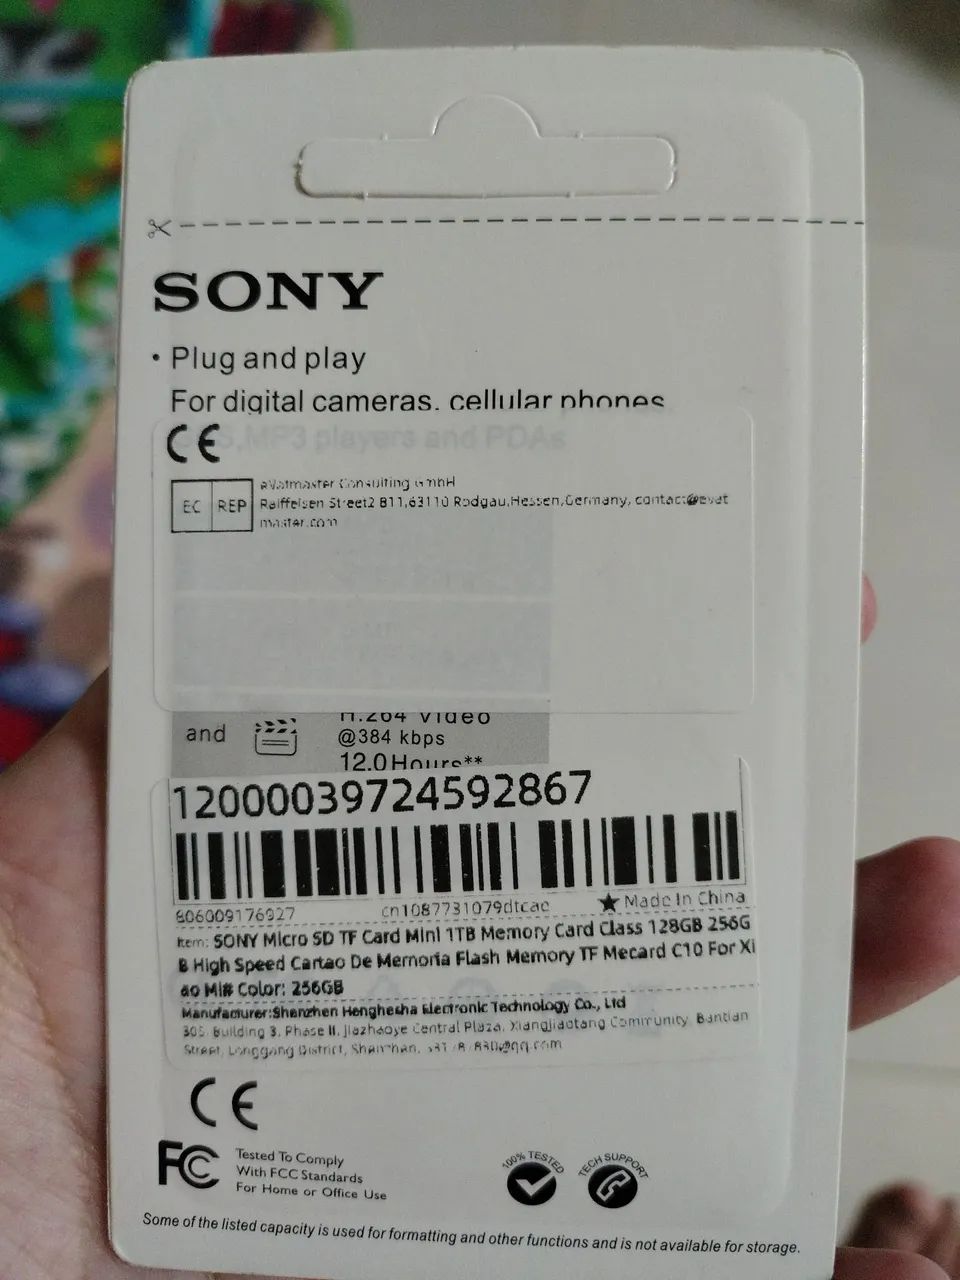 SONY
• Plug and play
For digital cameras, cellular phones,
MP3 players and PDAs
CE
EC REP
eVatmaster Consulting GmbH
Raiffeisen Street2 B11,63110 Rodgau,Hessen,Germany, contact@evat
master.com
and
H.264 Video
@384 kbps
12.0 Hours**
12000039724592867
806009176927 cn1087731079dtcae ★ Made In China
Item: SONY Micro SD TF Card Mini 1TB Memory Card Class 128GB 256G
B High Speed Cartao De Memoria Flash Memory TF Mecard C10 For Xi
ao Mi# Color: 256GB
Manufacturer:Shenzhen Henghesha Electronic Technology Co., Ltd
305, Building 3, Phase II, Jiazhaoye Central Plaza, Xiangjiaotang Community, Bantian
Street, Longgang District, Shenzhen,
CE
FC
Tested To Comply
With FCC Standards
For Home or Office Use
100% TESTED
TECH SUPPORT
Some of the listed capacity is used for formatting and other functions and is not available for storage.